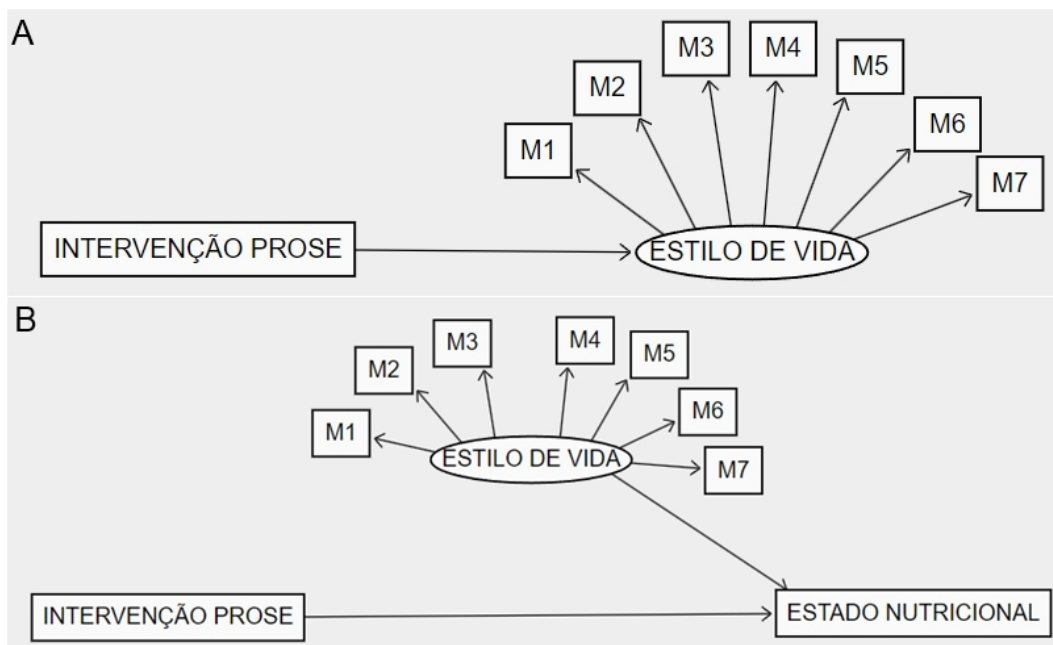 A
M1
M2
M3
M4
M5
M6
M7
INTERVENÇÃO PROSE
ESTILO DE VIDA
B
M1
M2
M3
M4
M5
M6
M7
ESTILO DE VIDA
INTERVENÇÃO PROSE
ESTADO NUTRICIONAL